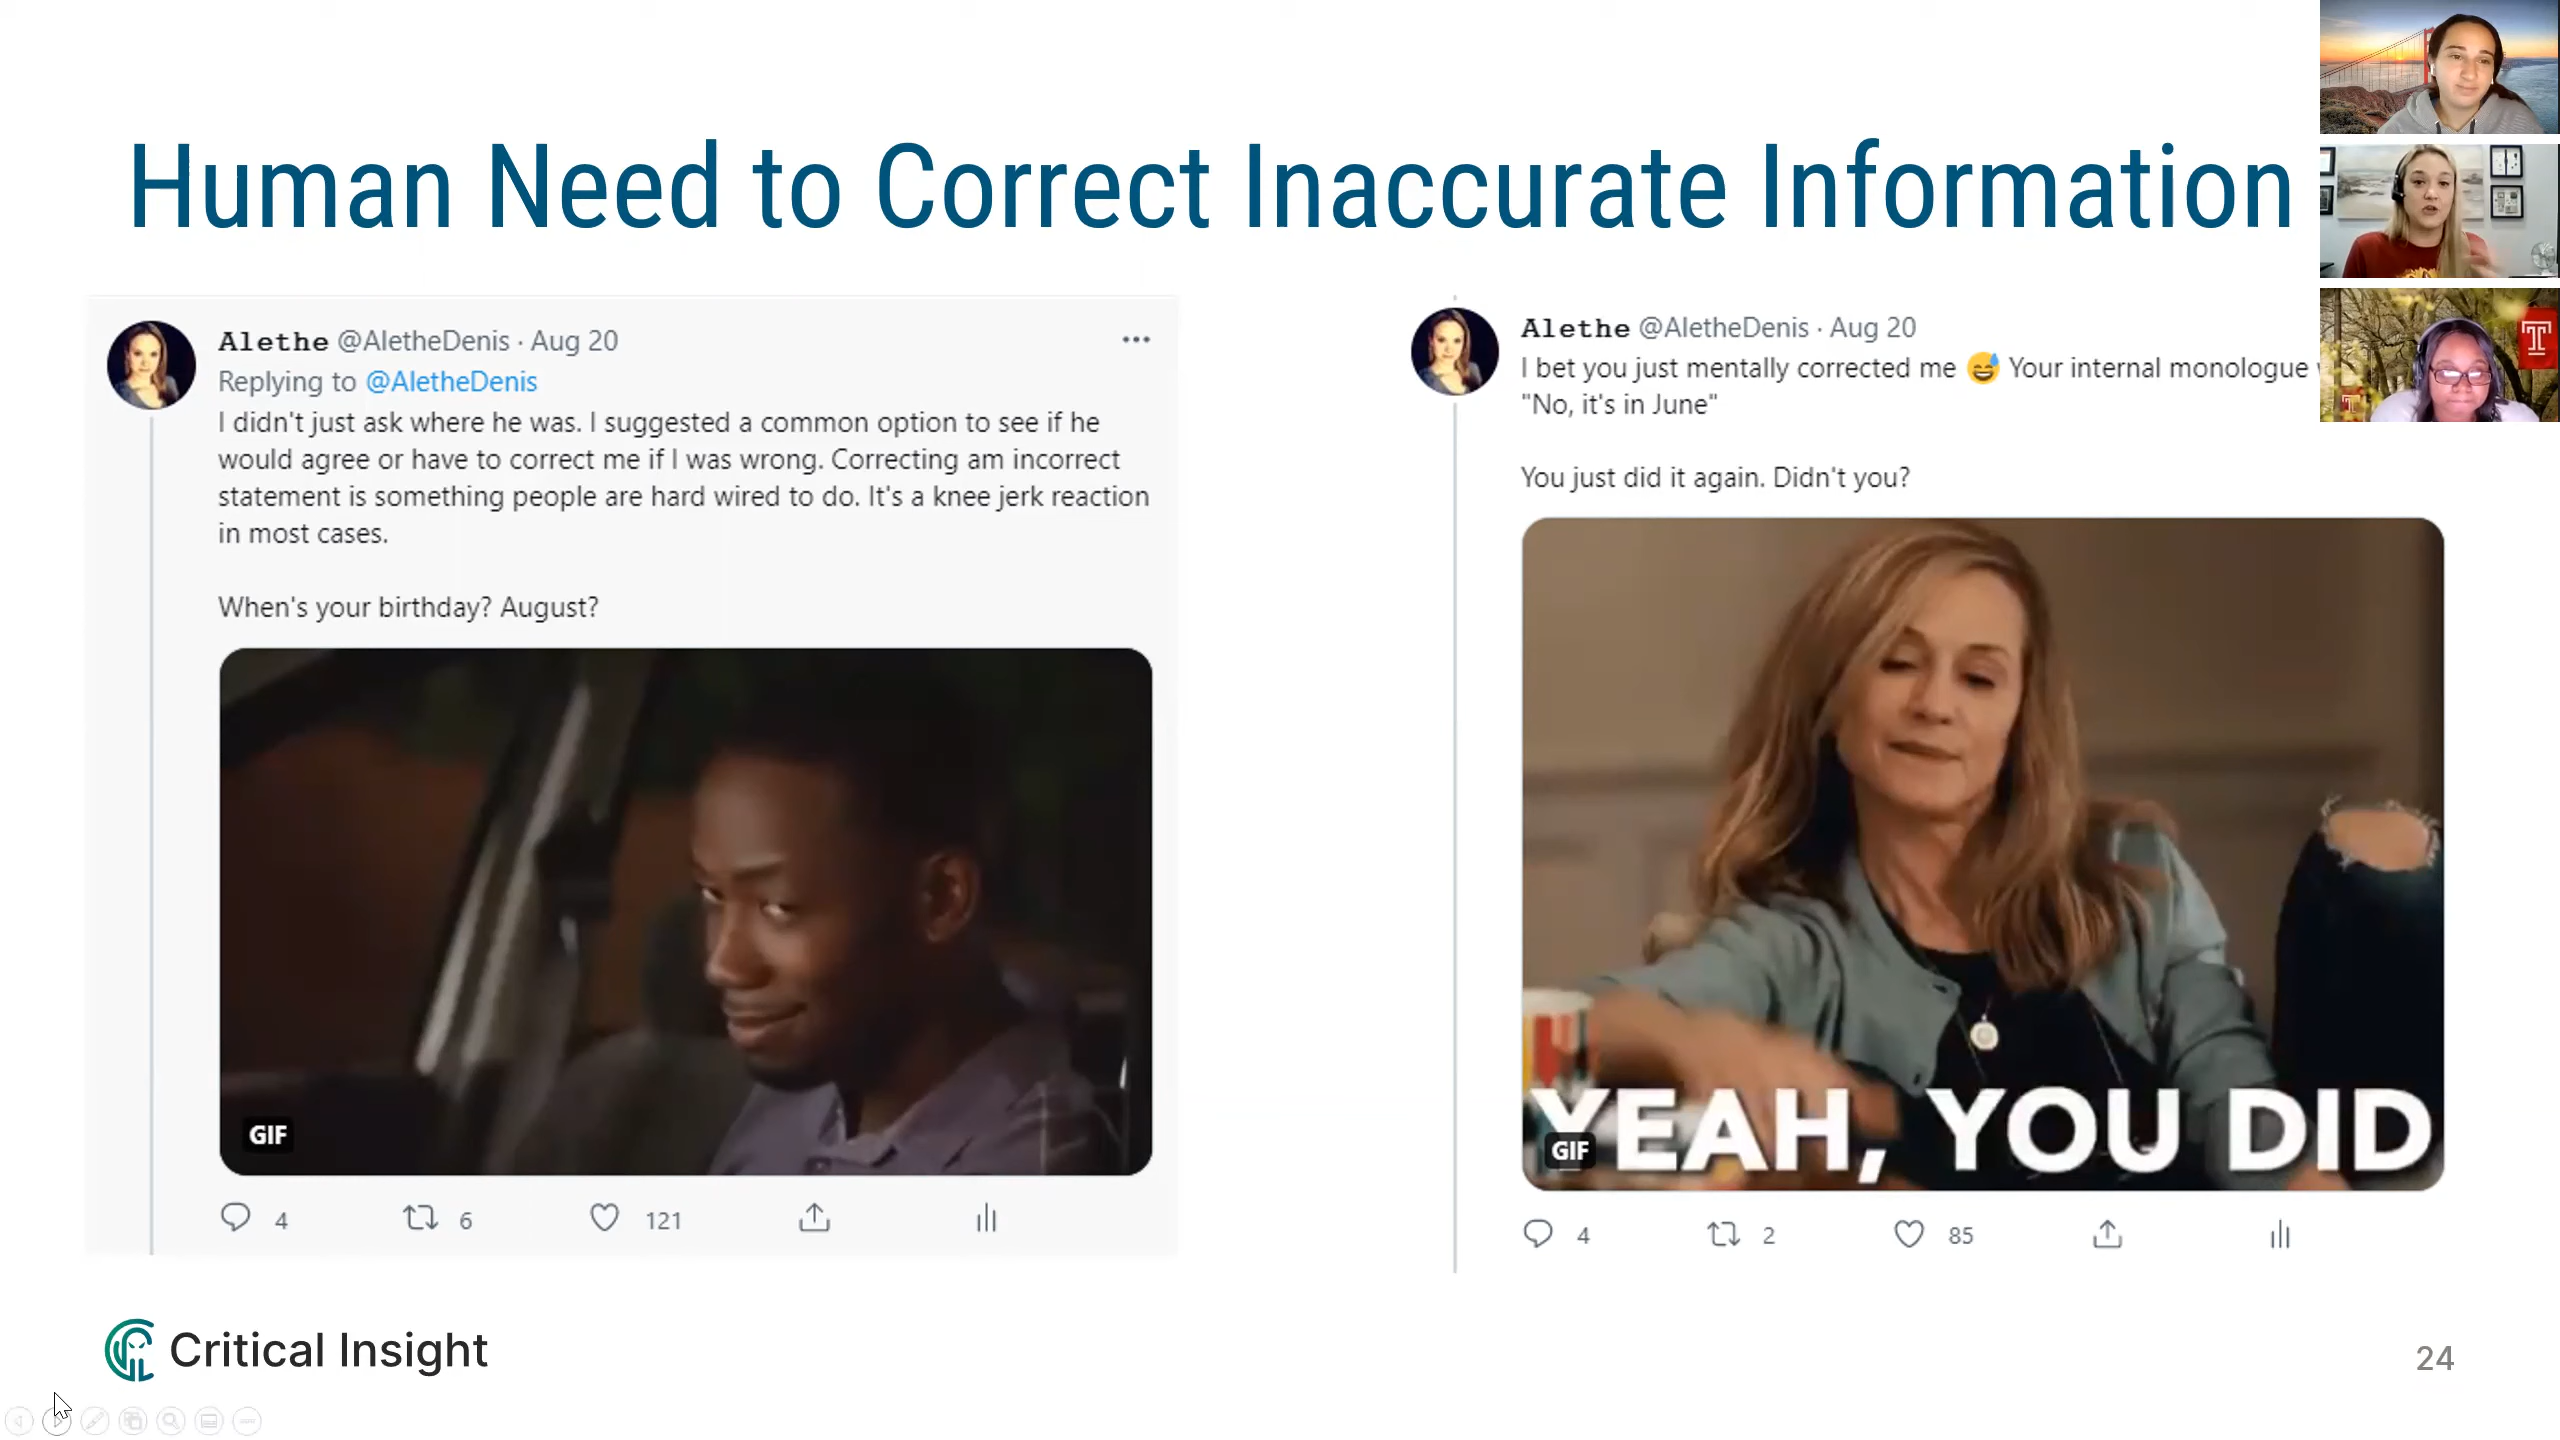 Human Need to Correct Inaccurate Information
Alethe @AletheDenis · Aug 20
Replying to @AletheDenis
I didn't just ask where he was. I suggested a common option to see if he
would agree or have to correct me if I was wrong. Correcting am incorrect
statement is something people are hard wired to do. It's a knee jerk reaction
in most cases.
When's your birthday? August?
GIF
4 6 121
Alethe @AletheDenis · Aug 20
I bet you just mentally corrected me 😅 Your internal monologue
"No, it's in June"
You just did it again. Didn't you?
YEAH, YOU DID
GIF
4 2 85
Critical Insight
24